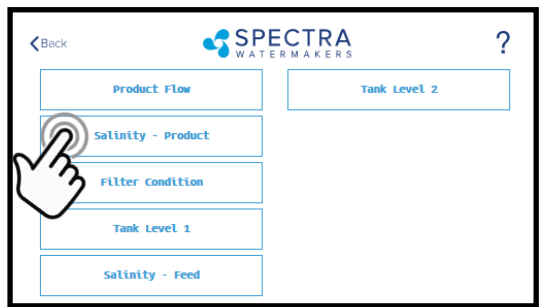 Back
SPECTRA
WATERMAKERS
?
Product Flow
Tank Level 2
Salinity - Product
Filter Condition
Tank Level 1
Salinity - Feed